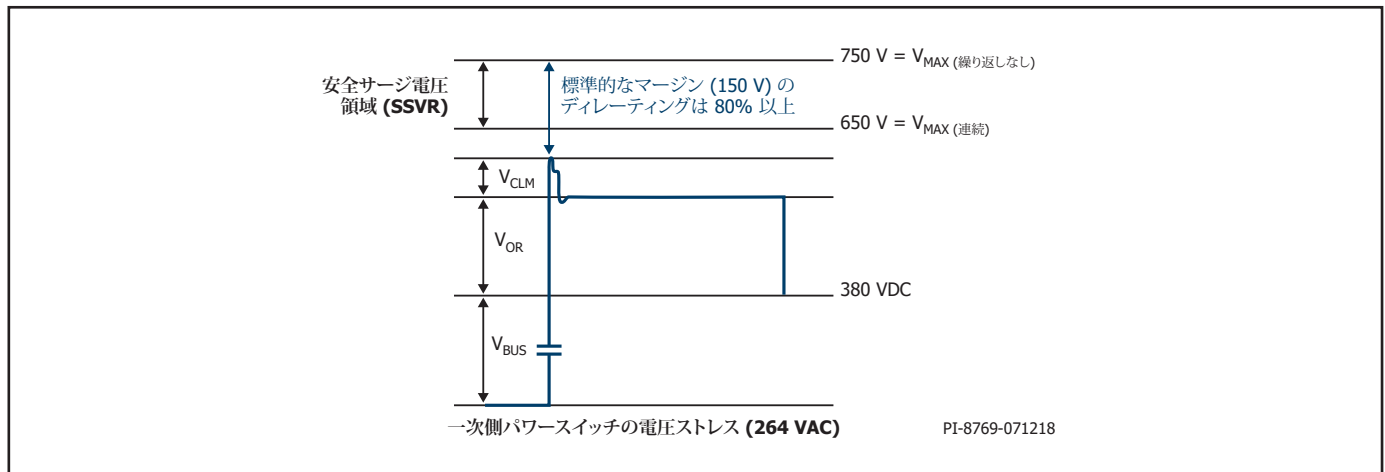 750 V = VMAX (繰り返しなし)
安全サージ電圧
領域 (SSVR)
標準的なマージン (150 V) の
ディレーティングは 80% 以上
650 V = VMAX (連続)
VCLM
VOR
380 VDC
VBUS
一次側パワースイッチの電圧ストレス (264 VAC)
PI-8769-071218